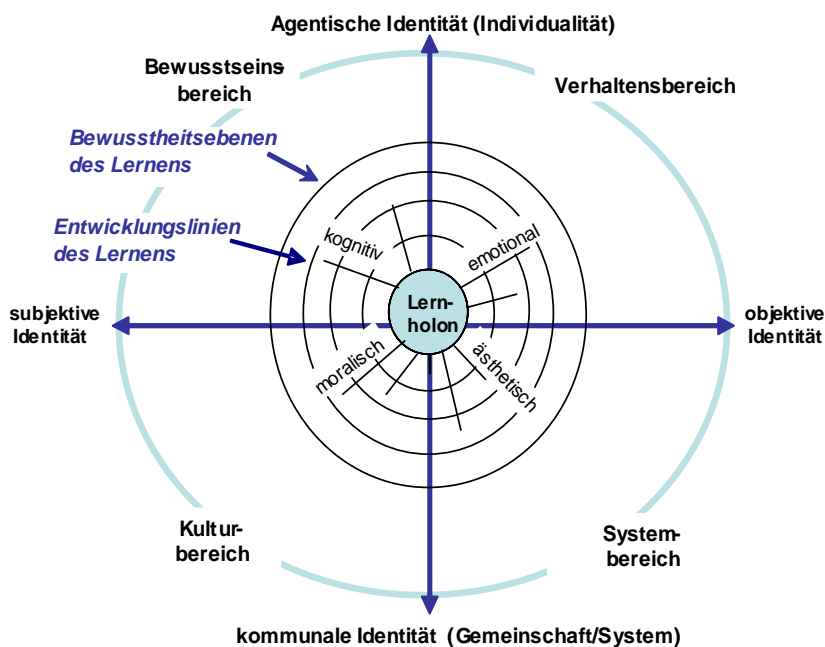 Agentische Identität (Individualität)
Bewusstseins-
bereich
Verhaltensbereich
Bewusstheitsebenen
des Lernens
Entwicklungslinien
des Lernens
kognitiv
emotional
Lern-
holon
subjektive
Identität
objektive
Identität
moralisch
ästhetisch
Kultur-
bereich
System-
bereich
kommunale Identität (Gemeinschaft/System)